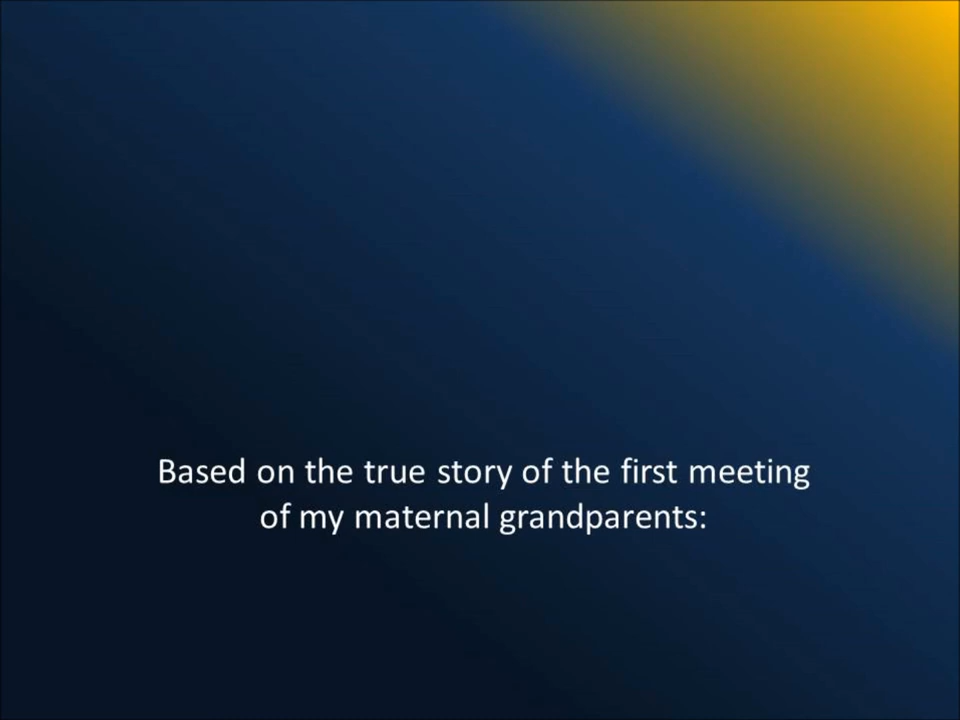 Based on the true story of the first meeting
of my maternal grandparents: